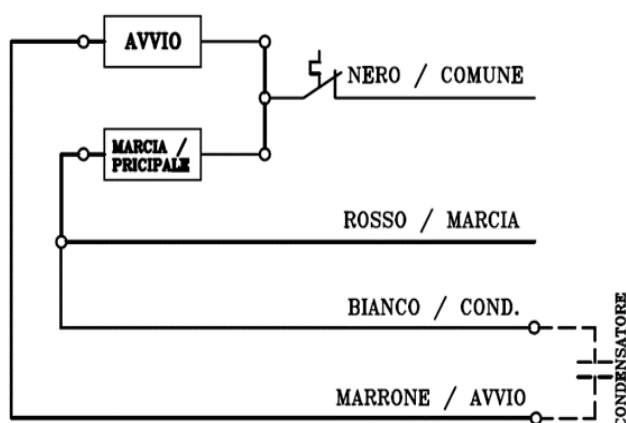 AVVIO
NERO / COMUNE
MARCIA /
PRICIPALE
ROSSO / MARCIA
BIANCO / COND.
MARRONE / AVVIO
CONDENSATORE